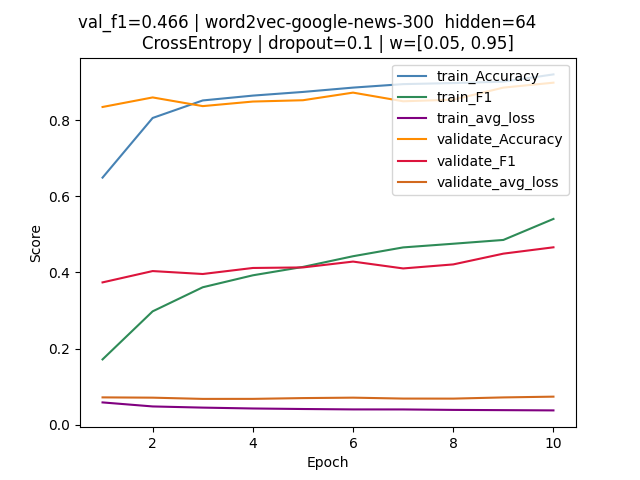 val_f1=0.466 | word2vec-google-news-300  hidden=64
CrossEntropy | dropout=0.1 | w=[0.05, 0.95]
train_Accuracy
train_F1
train_avg_loss
validate_Accuracy
validate_F1
validate_avg_loss
Score
0.8
0.6
0.4
0.2
0.0
2 4 6 8 10
Epoch